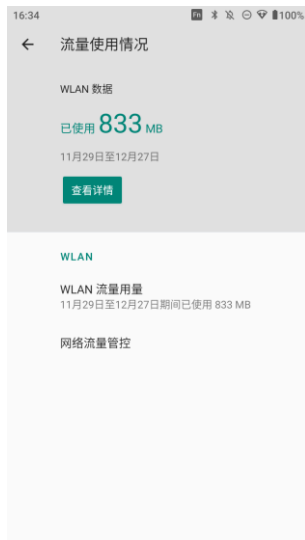 16:34
100%
流量使用情况
WLAN 数据
已使用 833 MB
11月29日至12月27日
查看详情
WLAN
WLAN 流量用量
11月29日至12月27日期间已使用 833 MB
网络流量管控